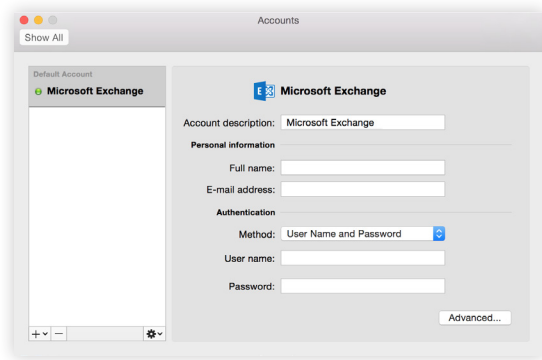 Accounts
Show All
Default Account
Microsoft Exchange
Microsoft Exchange
Account description: Microsoft Exchange
Personal information
Full name:
E-mail address:
Authentication
Method: User Name and Password
User name:
Password:
Advanced...